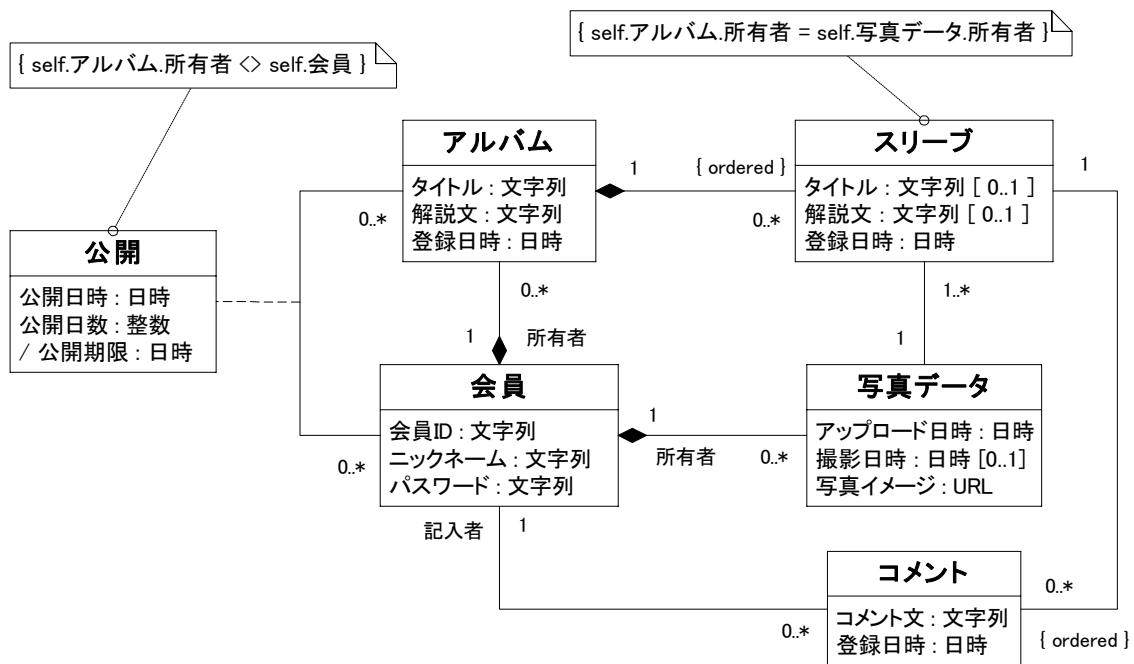 { self.アルバム.所有者 = self.写真データ.所有者 }
{ self.アルバム.所有者 <> self.会員 }
アルバム
タイトル : 文字列
解説文 : 文字列
登録日時 : 日時
1
{ ordered }
0..*
スリーブ
タイトル : 文字列 [ 0..1 ]
解説文 : 文字列 [ 0..1 ]
登録日時 : 日時
1
0..*
公開
公開日時 : 日時
公開日数 : 整数
/ 公開期限 : 日時
0..*
1
所有者
1..*
1
会員
会員ID : 文字列
ニックネーム : 文字列
パスワード : 文字列
0..*
1
所有者
0..*
写真データ
アップロード日時 : 日時
撮影日時 : 日時 [0..1]
写真イメージ : URL
記入者
1
0..*
コメント
コメント文 : 文字列
登録日時 : 日時
0..*
{ ordered }